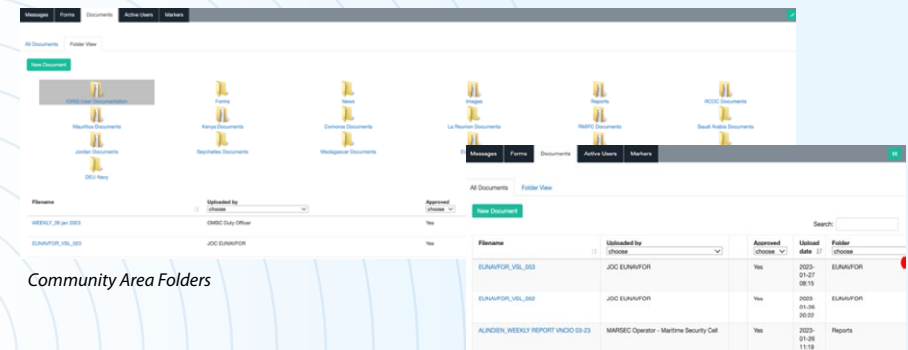 Messages Forms Documents Active Users Markers
All Documents Folder View
New Document
IORIS User Documentation Forms News Images Reports RCOC Documents
Mauritius Documents Kenya Documents Comoros Documents La Reunion Documents RMIFC Documents Saudi Arabia Documents
Jordan Documents Seychelles Documents Madagascar Documents
DEU Navy
Filename Uploaded by Approved
choose choose
WEEKLY_09 jan 2003 OMSC Duty Officer Yes
EUNAVFOR_VSL_053 JOC EUNAVFOR Yes
Community Area Folders
Messages Forms Documents Active Users Markers
All Documents Folder View
New Document
Search:
Filename Uploaded by Approved Upload date Folder
choose choose choose
EUNAVFOR_VSL_053 JOC EUNAVFOR Yes 2023-01-27 08:15 EUNAVFOR
EUNAVFOR_VSL_052 JOC EUNAVFOR Yes 2023-01-26 20:22 EUNAVFOR
ALINDIEN_WEEKLY REPORT VNCIO 03-23 MARSEC Operator - Maritime Security Cell Yes 2023-01-26 11:19 Reports